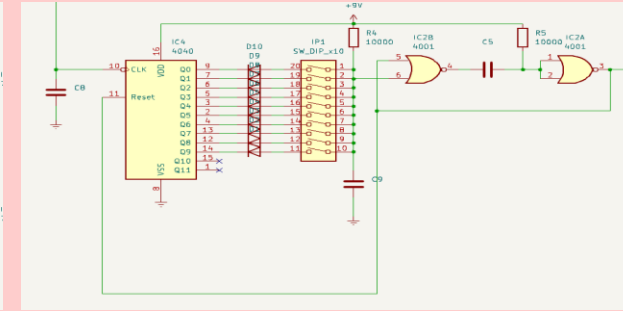 +9V
IC4
4040
D10
D9
D8
IP1
SW_DIP_x10
R4
10000
IC2B
4001
C5
R5
10000
IC2A
4001
16
VDD
10 CLK
11 Reset
Q0 9
Q1 7
Q2 6
Q3 5
Q4 3
Q5 2
Q6 4
Q7 13
Q8 12
Q9 14
Q10 15
Q11 1
VSS
8
20 1
19 2
18 3
17 4
16 5
15 6
14 7
13 8
12 9
11 10
5
6
4
1
2
3
C8
C9